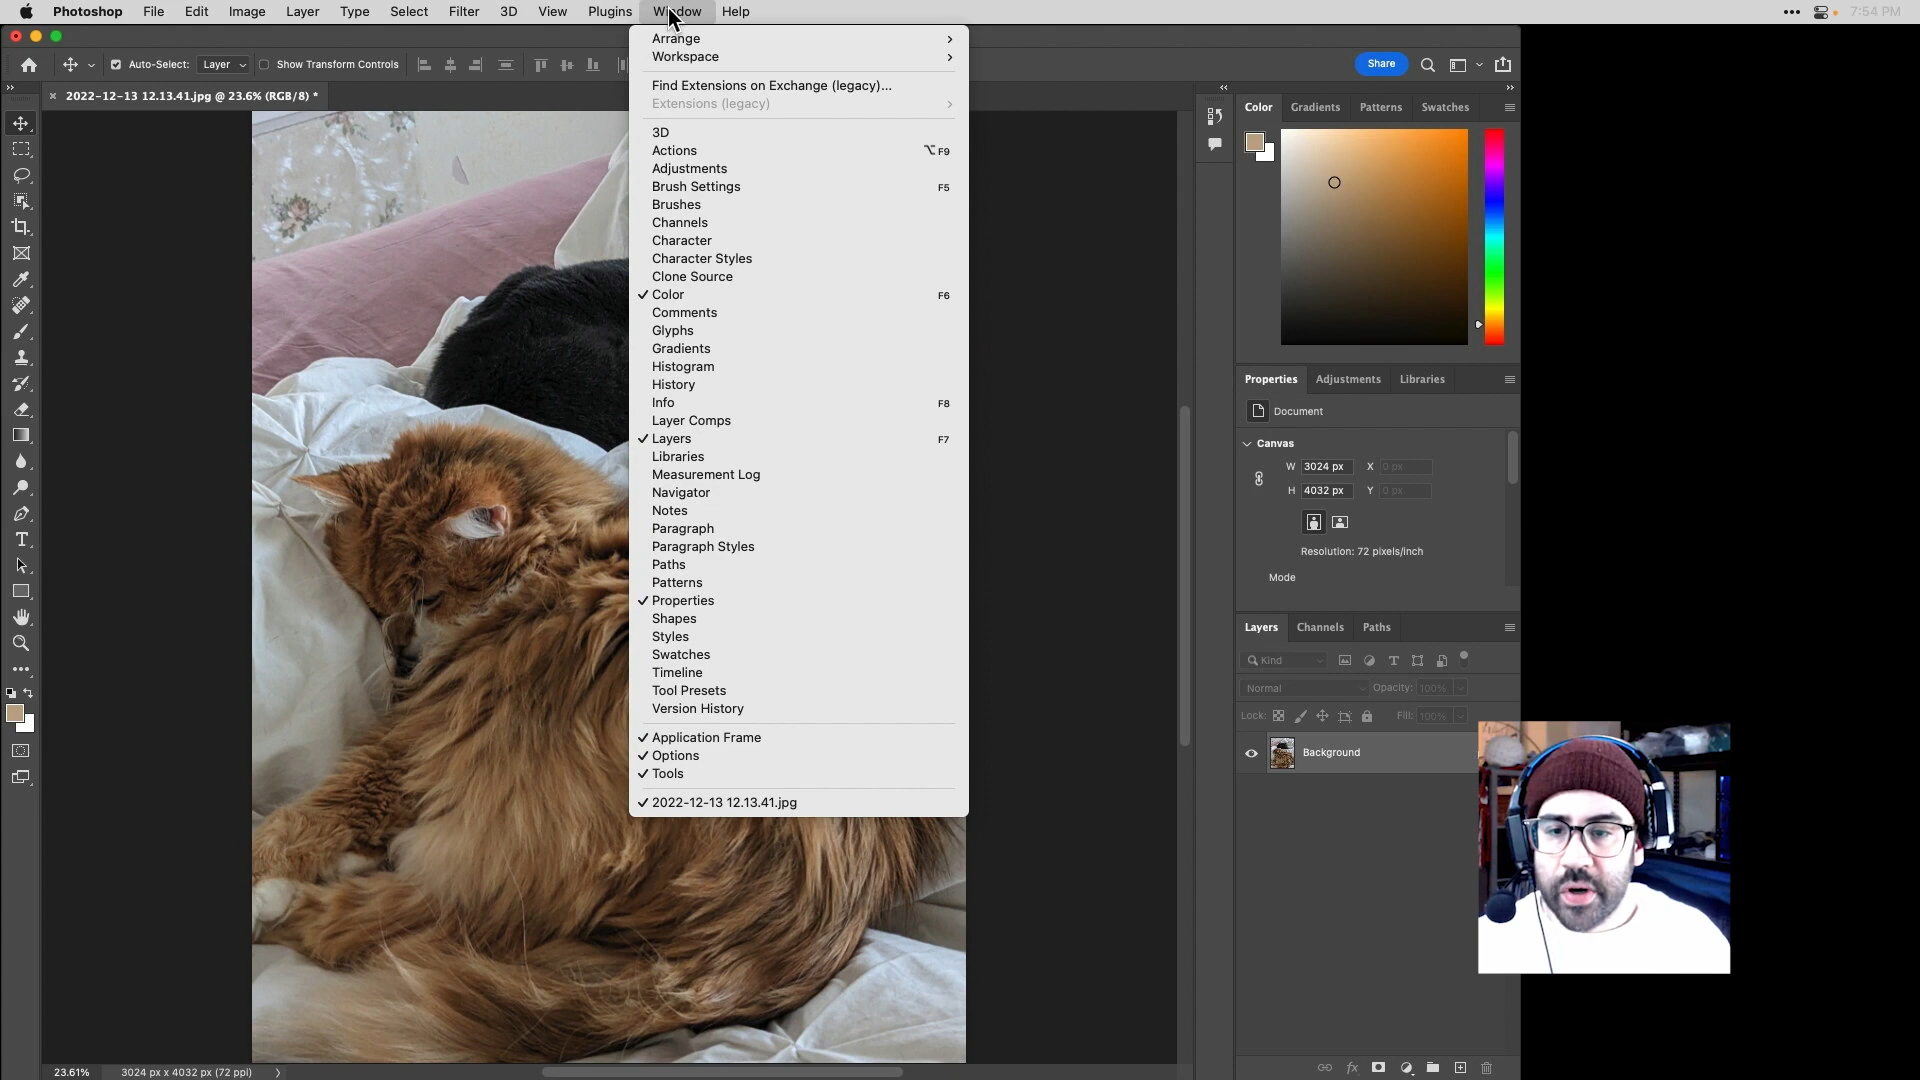 Photoshop File Edit Image Layer Type Select Filter 3D View Plugins Window Help 7:54 PM
Auto-Select: Layer Show Transform Controls Share
2022-12-13 12.13.41.jpg @ 23.6% (RGB/8) *
Arrange
Workspace
Find Extensions on Exchange (legacy)...
Extensions (legacy)
3D
Actions ⌥F9
Adjustments
Brush Settings F5
Brushes
Channels
Character
Character Styles
Clone Source
✓ Color F6
Comments
Glyphs
Gradients
Histogram
History
Info F8
Layer Comps
✓ Layers F7
Libraries
Measurement Log
Navigator
Notes
Paragraph
Paragraph Styles
Paths
Patterns
✓ Properties
Shapes
Styles
Swatches
Timeline
Tool Presets
Version History
✓ Application Frame
✓ Options
✓ Tools
✓ 2022-12-13 12.13.41.jpg
Color Gradients Patterns Swatches
Properties Adjustments Libraries
Document
Canvas
W 3024 px X 0 px
H 4032 px Y 0 px
Resolution: 72 pixels/inch
Mode
Layers Channels Paths
Kind
Normal Opacity: 100%
Lock: Fill: 100%
Background
fx
23.61% 3024 px x 4032 px (72 ppi)